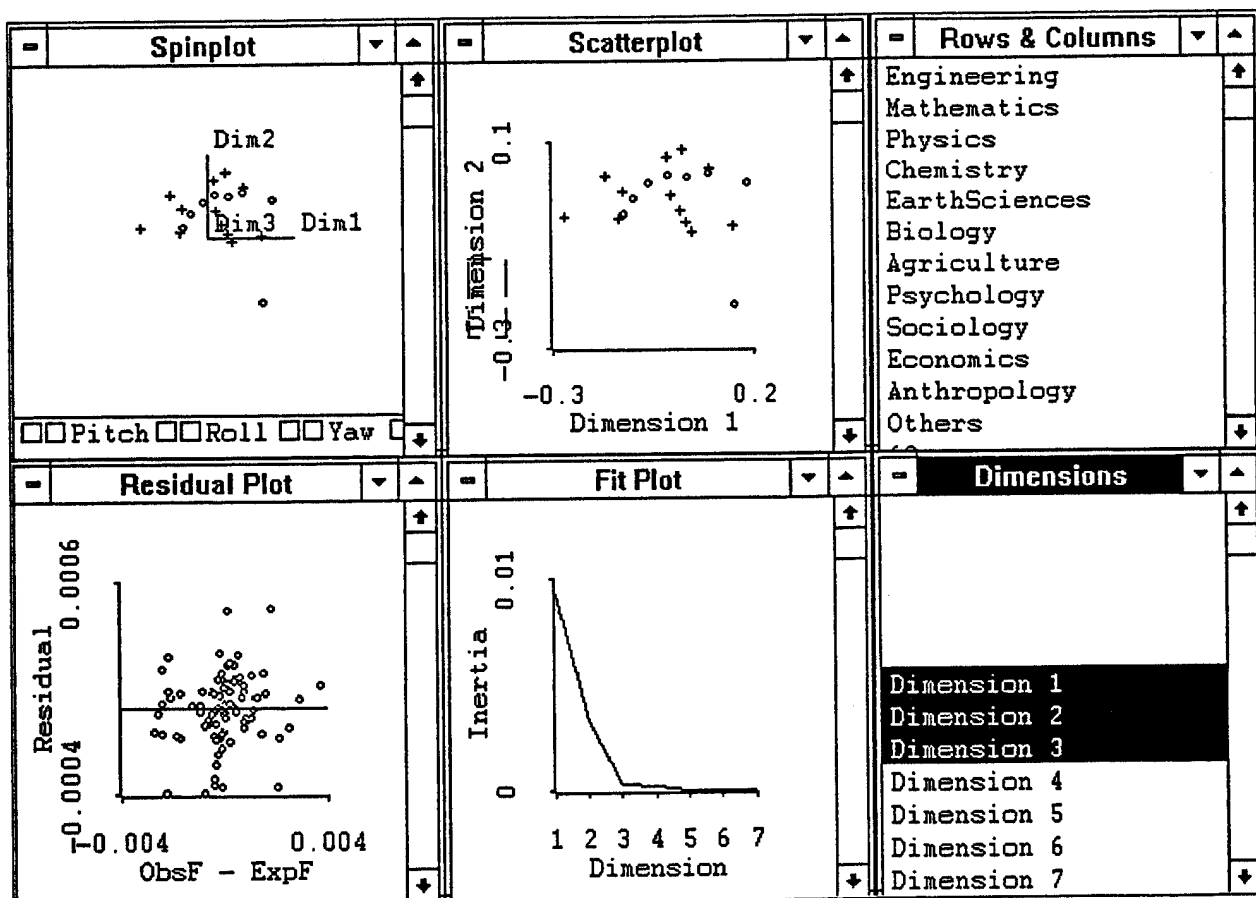 Spinplot
Dim2
Dim3
Dim1
Pitch
Roll
Yaw
Scatterplot
0.1
Dimension 2
-0.3
-0.3
0.2
Dimension 1
Rows & Columns
Engineering
Mathematics
Physics
Chemistry
EarthSciences
Biology
Agriculture
Psychology
Sociology
Economics
Anthropology
Others
Residual Plot
0.0006
Residual
-0.0004
-0.004
0.004
ObsF - ExpF
Fit Plot
0.01
Inertia
0
1 2 3 4 5 6 7
Dimension
Dimensions
Dimension 1
Dimension 2
Dimension 3
Dimension 4
Dimension 5
Dimension 6
Dimension 7